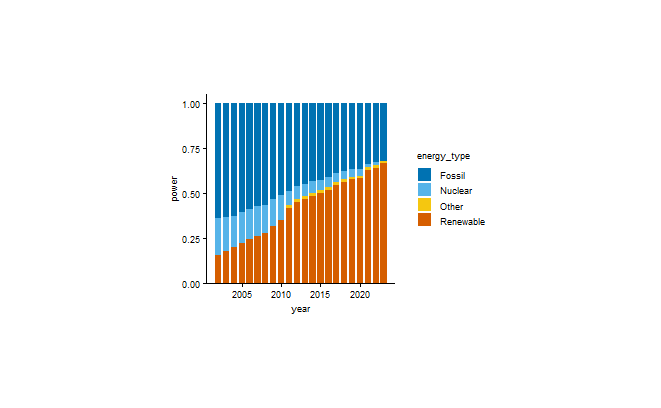 1.00
0.75
0.50
0.25
0.00
power
2005 2010 2015 2020
year
energy_type
Fossil
Nuclear
Other
Renewable